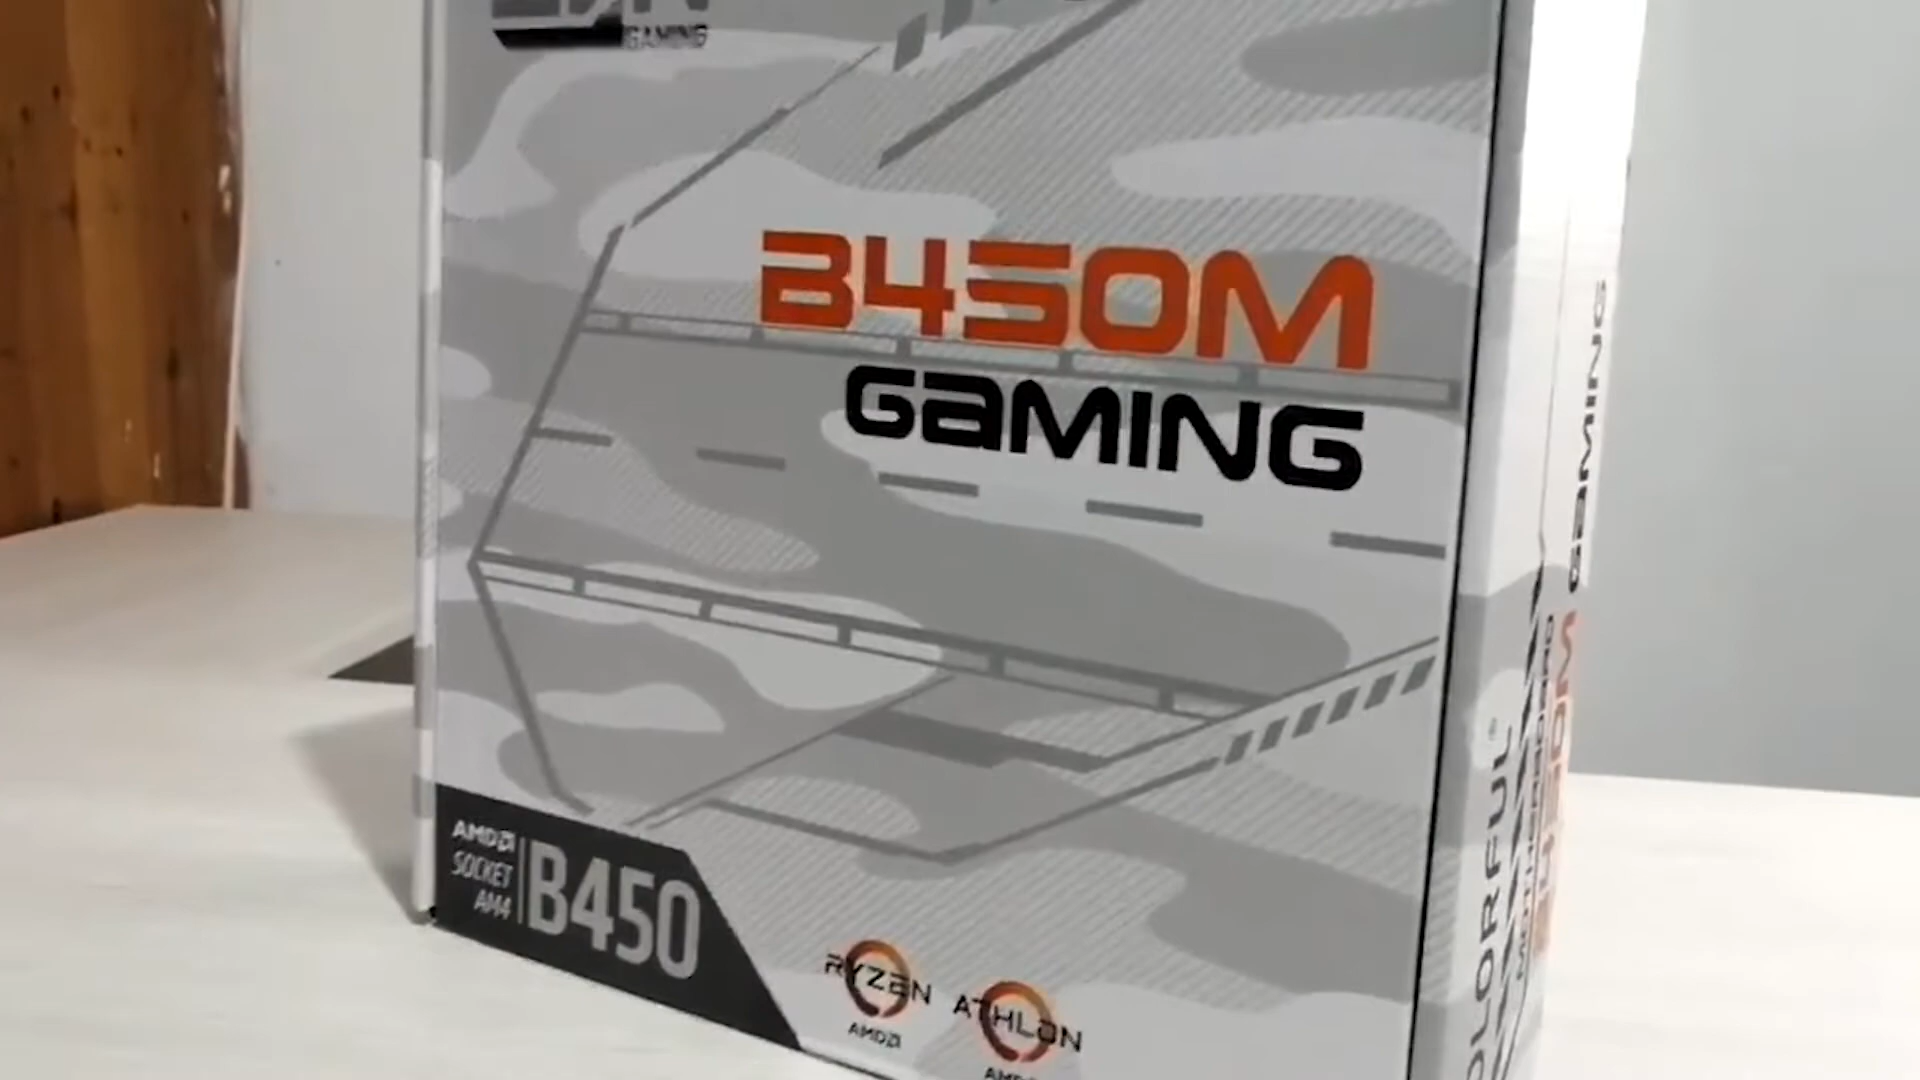 GAMING
B450M
GAMING
AMD
SOCKET
AM4
B450
RYZEN
AMD
ATHLON
B450M GAMING